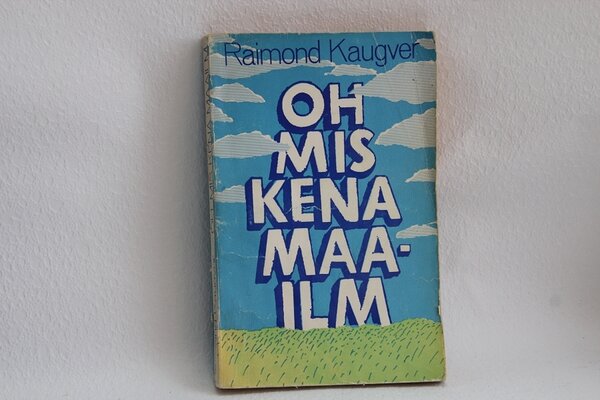 Raimond Kaugver
OH
MIS
KENA
MAA-
ILM